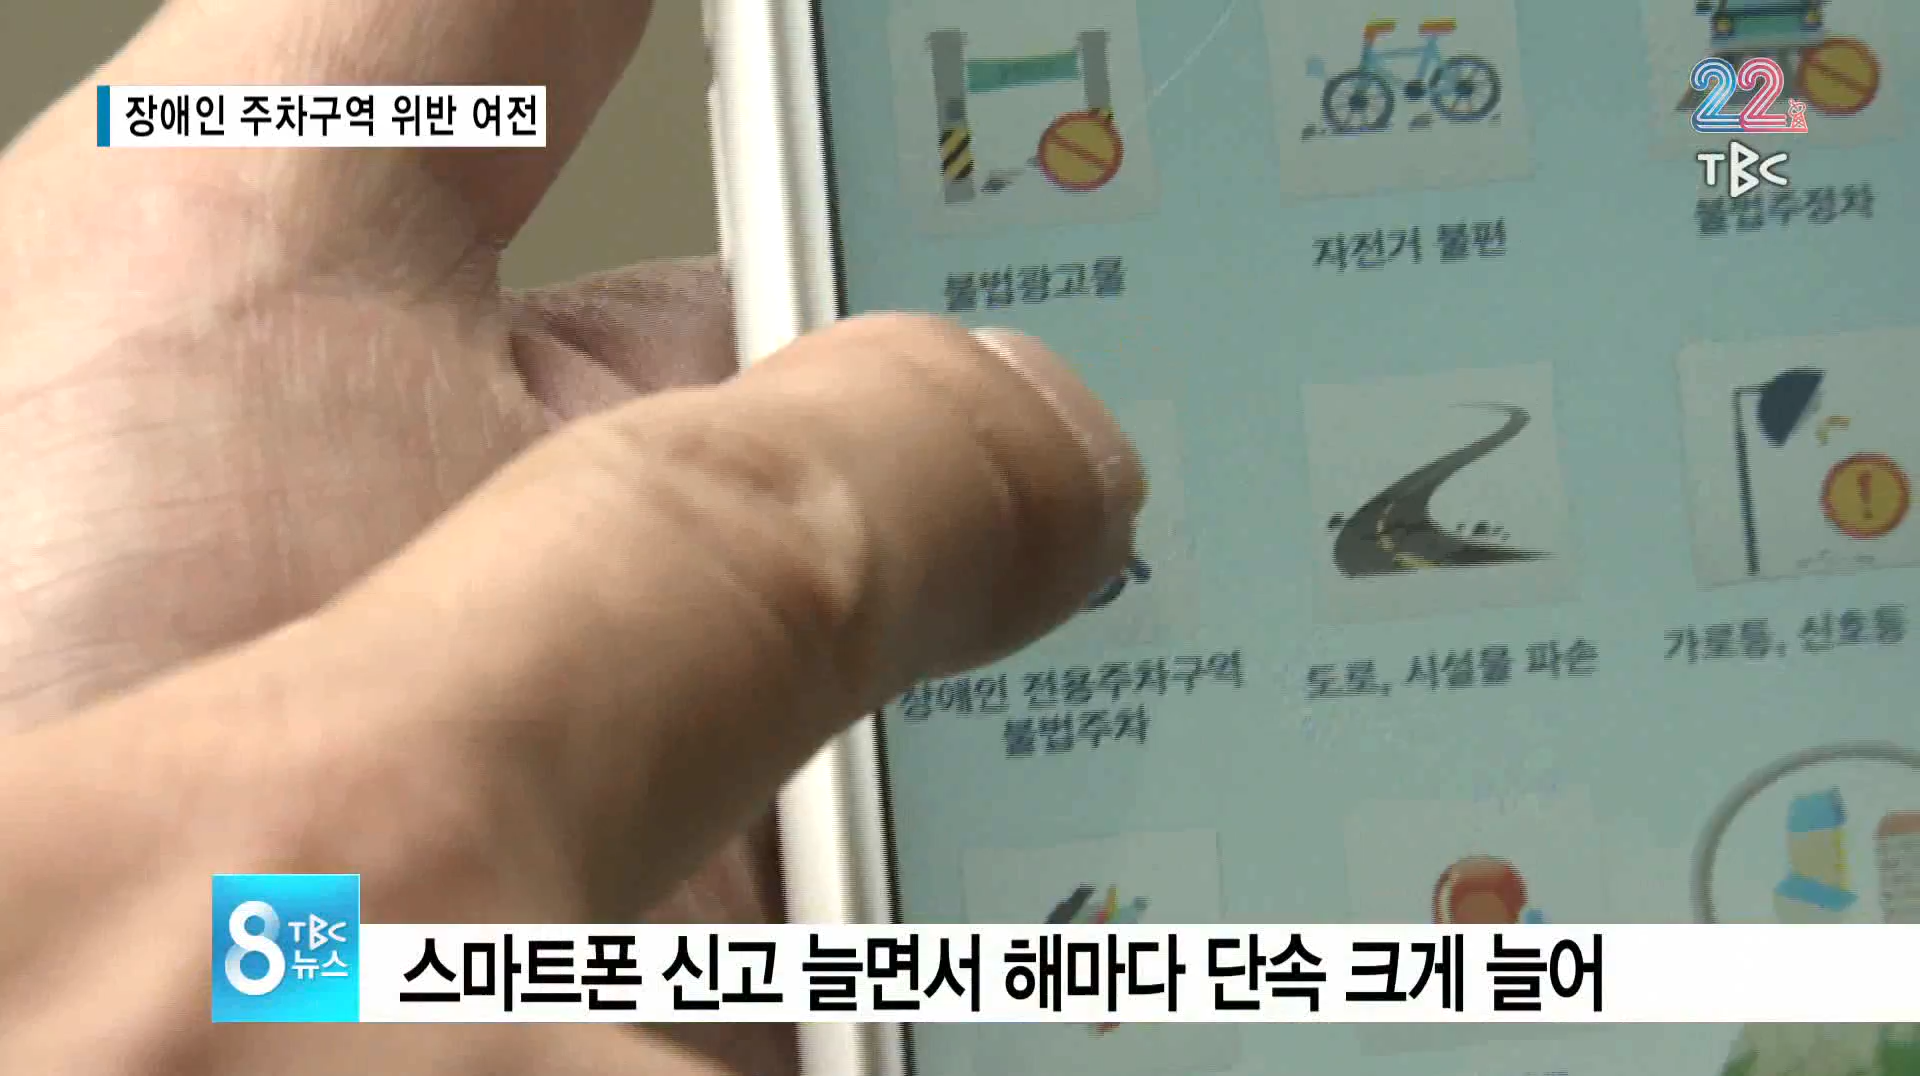 장애인 주차구역 위반 여전
22
TBC
불법광고물
자전거 불편
불법주정차
장애인 전용주차구역
불법주차
도로, 시설물 파손
가로등, 신호등
8 TBC
뉴스
스마트폰 신고 늘면서 해마다 단속 크게 늘어